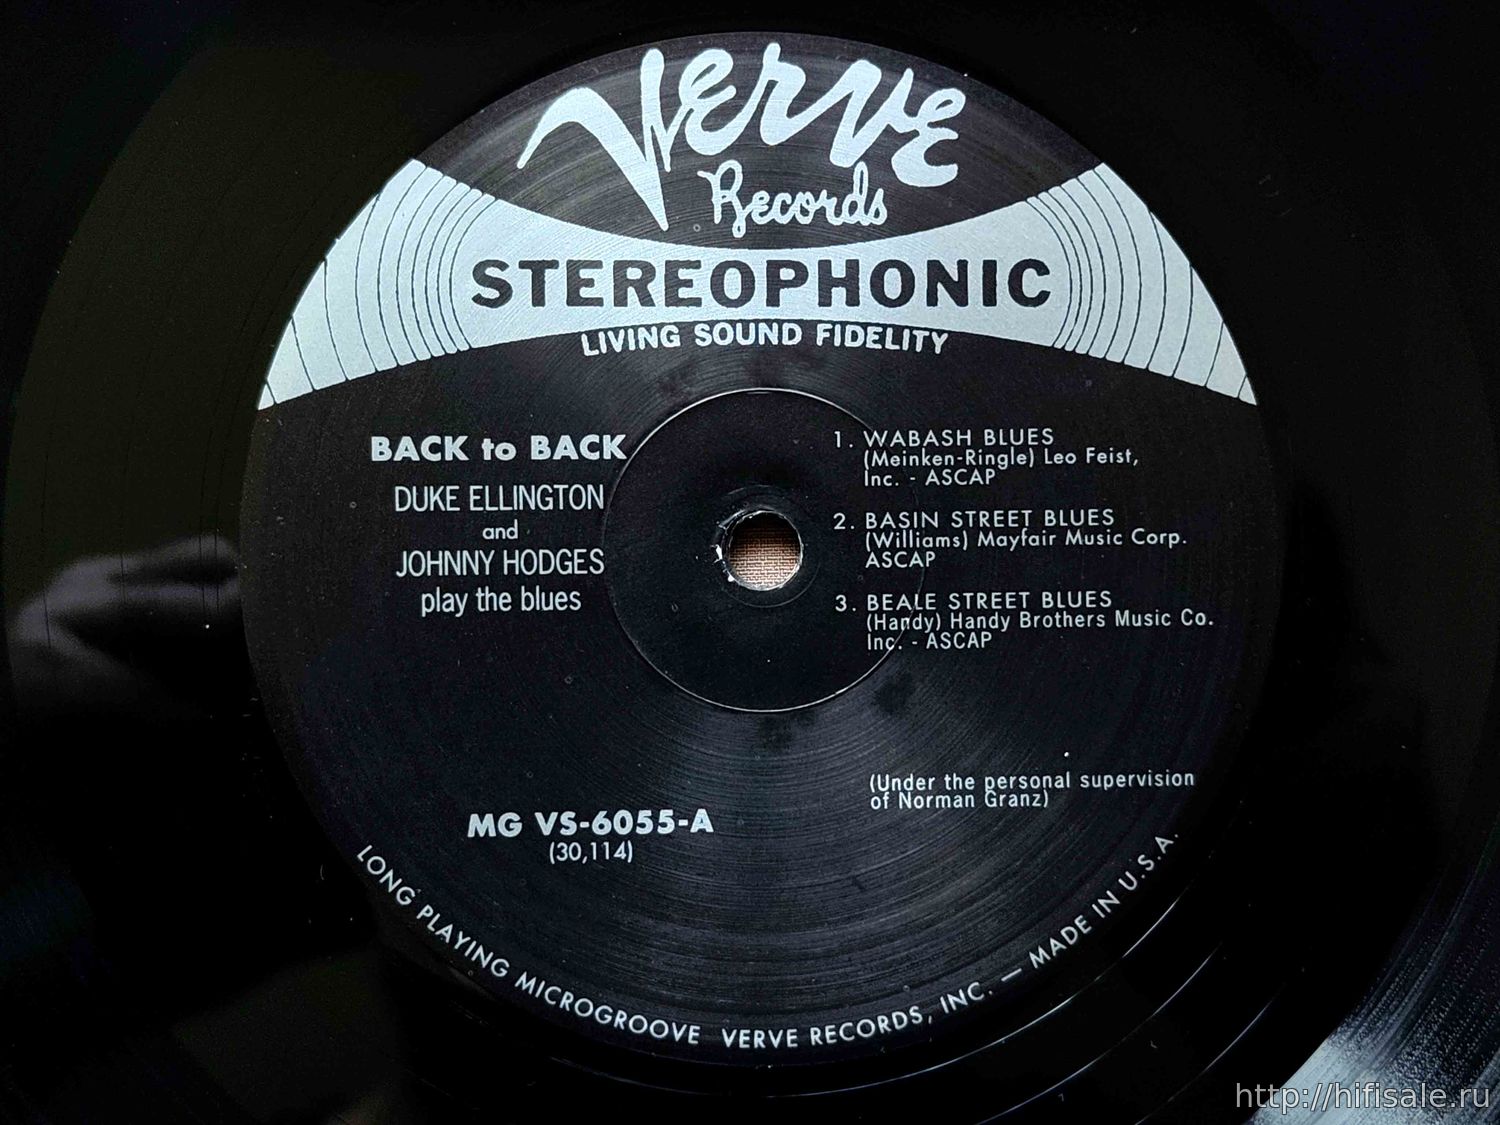 Verve
Records
STEREOPHONIC
LIVING SOUND FIDELITY
BACK to BACK
DUKE ELLINGTON
and
JOHNNY HODGES
play the blues
1. WABASH BLUES
(Meinken-Ringle) Leo Feist,
Inc. - ASCAP
2. BASIN STREET BLUES
(Williams) Mayfair Music Corp.
ASCAP
3. BEALE STREET BLUES
(Handy) Handy Brothers Music Co.
Inc. - ASCAP
(Under the personal supervision
of Norman Granz)
MG VS-6055-A
(30,114)
LONG PLAYING MICROGROOVE VERVE RECORDS, INC. — MADE IN U.S.A.
http://hifisale.ru